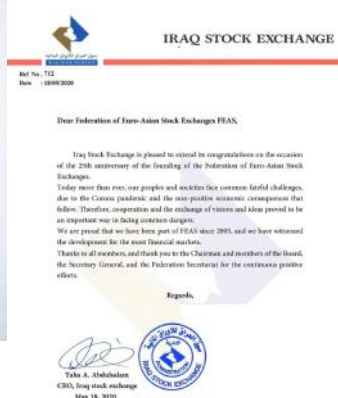 IRAQ STOCK EXCHANGE
Ref No. 712
Date : 18/05/2020
Dear Federation of Euro-Asian Stock Exchanges FEAS,
Iraq Stock Exchange is pleased to extend its congratulations on the occasion
of the 25th anniversary of the founding of the Federation of Euro-Asian Stock
Exchanges.
Today more than ever, our peoples and societies face common fateful challenges,
due to the Corona pandemic and the non-positive economic consequences that
follow. Therefore, cooperation and the exchange of visions and ideas proved to be
an important way in facing common dangers.
We are proud that we have been part of FEAS since 2005, and we have witnessed
the development for the most financial markets.
Thanks to all members, and thank you to the Chairman and members of the Board,
the Secretary General, and the Federation Secretariat for the continuous positive
efforts.
Regards,
Taha A. Abdulsalam
CEO, Iraq stock exchange
May 18, 2020
IRAQ STOCK EXCHANGE